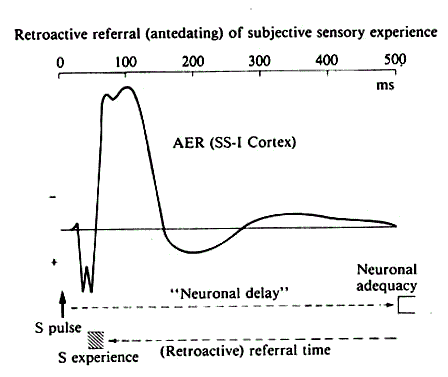 Retroactive referral (antedating) of subjective sensory experience
0 100 200 300 400 500
ms
AER (SS-I Cortex)
−
+
Neuronal
adequacy
"Neuronal delay"
S pulse
S experience
(Retroactive) referral time